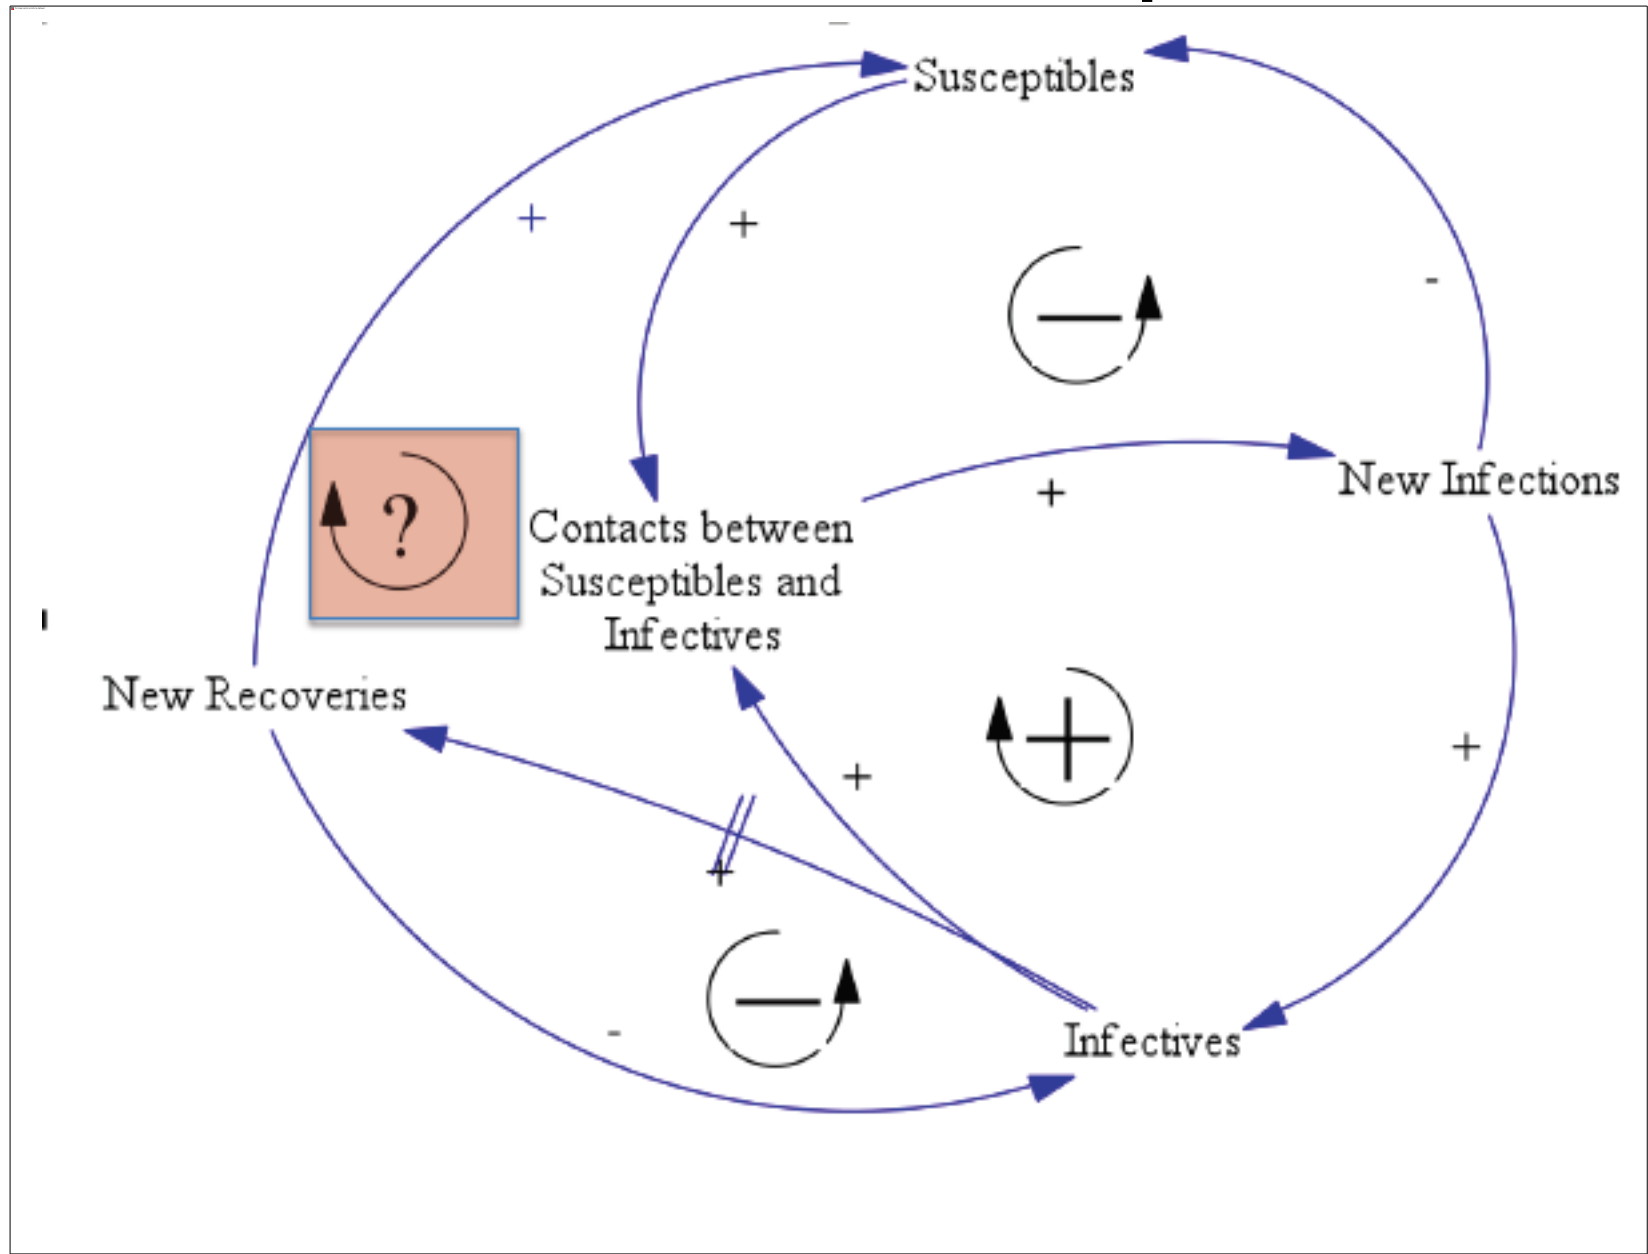 Susceptibles
+
+
-
—
?
New Infections
+
Contacts between
Susceptibles and
Infectives
New Recoveries
+
+
+
+
—
-
Infectives